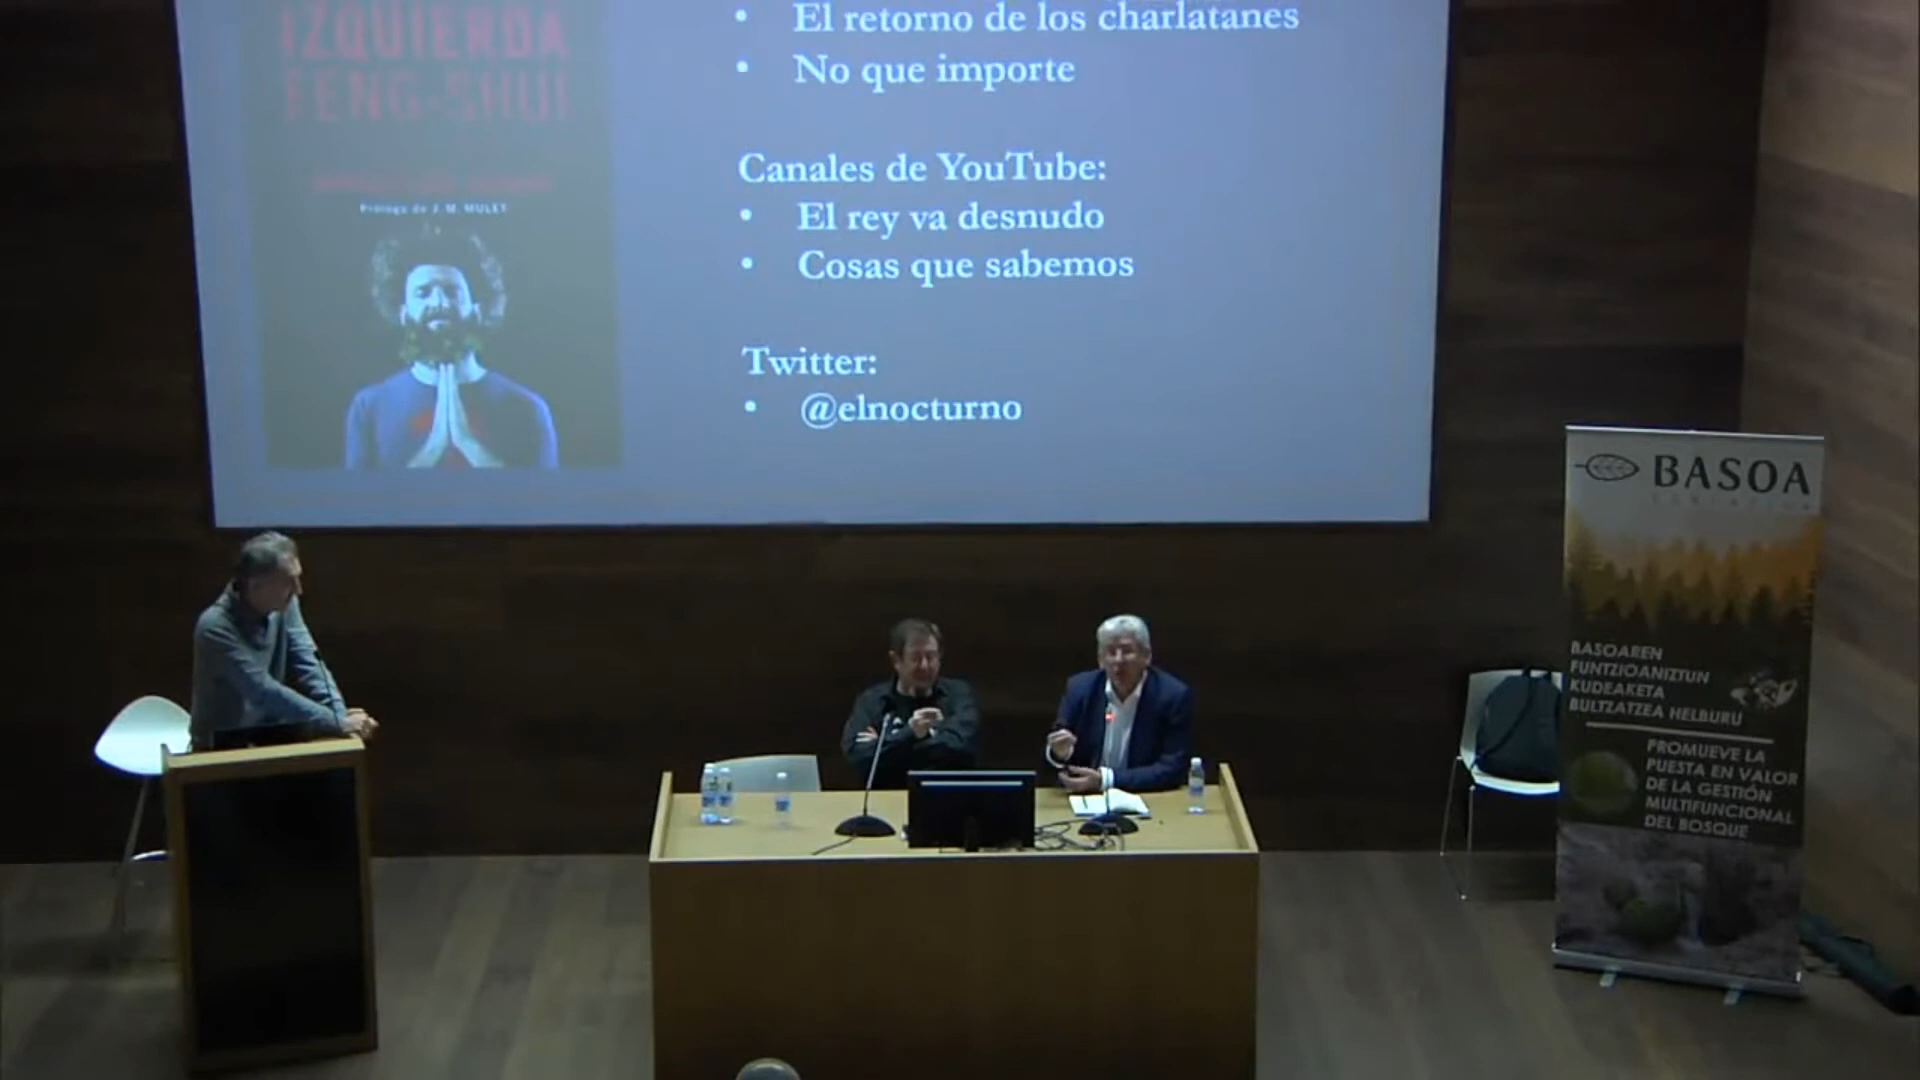 IZQUIERDA
FENG-SHUI
Prólogo de J. M. MULET
• El retorno de los charlatanes
• No que importe
Canales de YouTube:
• El rey va desnudo
• Cosas que sabemos
Twitter:
• @elnocturno
BASOA
BASOAREN
FUNTZIOANIZTUN
KUDEAKETA
BULTZATZEA HELBURU
PROMUEVE LA
PUESTA EN VALOR
DE LA GESTIÓN
MULTIFUNCIONAL
DEL BOSQUE